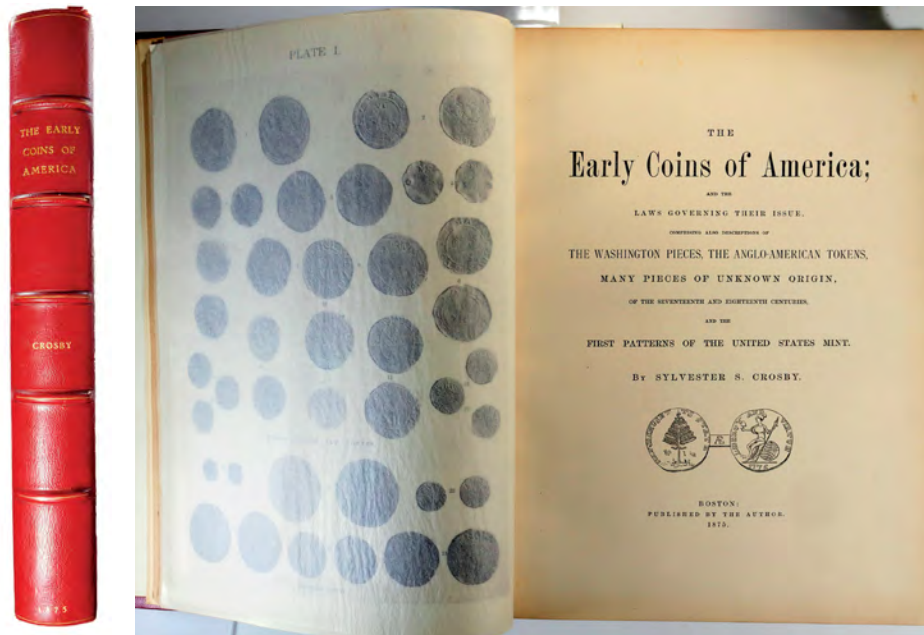 THE EARLY
COINS OF
AMERICA
CROSBY
1875
PLATE I.
THE
Early Coins of America;
AND THE
LAWS GOVERNING THEIR ISSUE.
COMPRISING ALSO DESCRIPTIONS OF
THE WASHINGTON PIECES, THE ANGLO-AMERICAN TOKENS,
MANY PIECES OF UNKNOWN ORIGIN,
OF THE SEVENTEENTH AND EIGHTEENTH CENTURIES,
AND THE
FIRST PATTERNS OF THE UNITED STATES MINT.
By SYLVESTER S. CROSBY.
BOSTON:
PUBLISHED BY THE AUTHOR.
1875.